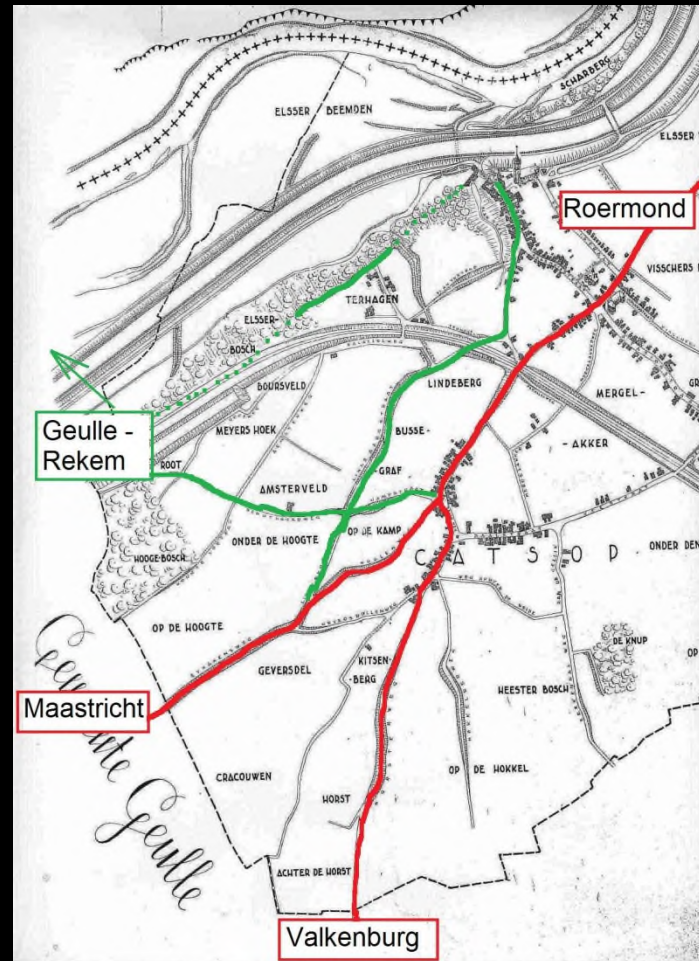 SCHARBERG
ELSSER BEEMDEN
ELSSER
Roermond
VISSCHERS
TERHAGEN
ELSSER-
BOSCH
LINDEBERG
MERGEL-
BOURSVELD
Geulle -
Rekem
MEYERS HOEK
BUSSE-
-AKKER
ROOT
-GRAF
AMSTERVELD
OP DE KAMP
ONDER DE HOOGTE
HOOGE-BOSCH
CATSOP
ONDER DEN
OP DE HOOGTE
DE KNUP
GEVERSDEL
KITSEN-
BERG
HEESTER BOSCH
OP
Maastricht
Gemeente Geulle
CRACOUWEN
OP DE HOKKEL
HORST
ACHTER DE HORST
Valkenburg